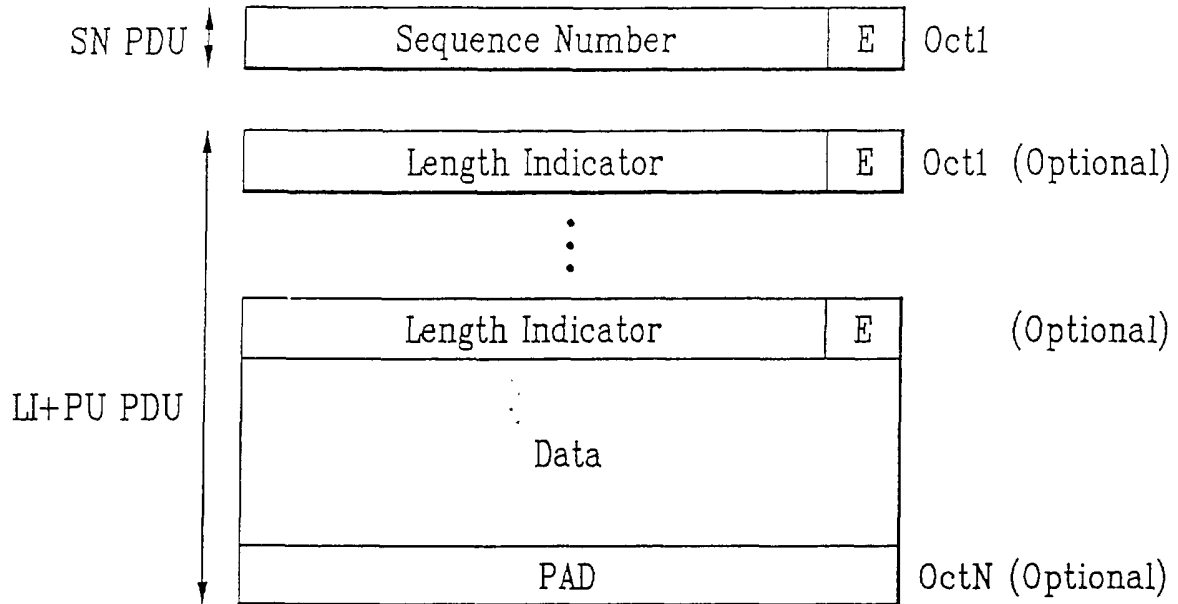 SN PDU Sequence Number E Oct1
Length Indicator E Oct1 (Optional)
Length Indicator E (Optional)
LI+PU PDU
Data
PAD OctN (Optional)